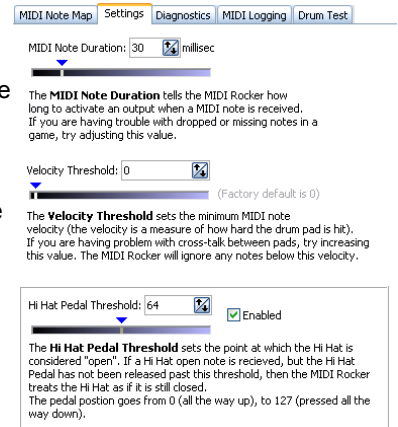 MIDI Note Map Settings Diagnostics MIDI Logging Drum Test
MIDI Note Duration: 30 millisec
e
The MIDI Note Duration tells the MIDI Rocker how
long to activate an output when a MIDI note is received.
If you are having trouble with dropped or missing notes in a
game, try adjusting this value.
Velocity Threshold: 0
(Factory default is 0)
e
The Velocity Threshold sets the minimum MIDI note
velocity (the velocity is a measure of how hard the drum pad is hit).
If you are having problem with cross-talk between pads, try increasing
this value. The MIDI Rocker will ignore any notes below this velocity.
Hi Hat Pedal Threshold: 64
Enabled
The Hi Hat Pedal Threshold sets the point at which the Hi Hat is
considered "open". If a Hi Hat open note is recieved, but the Hi Hat
Pedal has not been released past this threshold, then the MIDI Rocker
treats the Hi Hat as if it is still closed.
The pedal postion goes from 0 (all the way up), to 127 (pressed all the
way down).